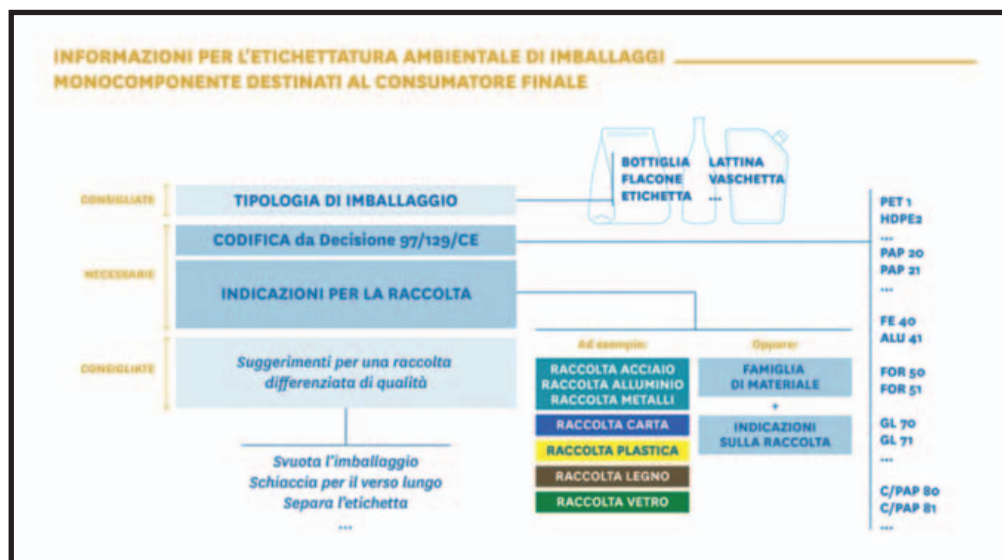 INFORMAZIONI PER L'ETICHETTATURA AMBIENTALE DI IMBALLAGGI
MONOCOMPONENTE DESTINATI AL CONSUMATORE FINALE
BOTTIGLIA LATTINA
FLACONE VASCHETTA
ETICHETTA ...
CONSIGLIATE
TIPOLOGIA DI IMBALLAGGIO
NECESSARIE
CODIFICA da Decisione 97/129/CE
INDICAZIONI PER LA RACCOLTA
CONSIGLIATE
Suggerimenti per una raccolta
differenziata di qualità
Svuota l'imballaggio
Schiaccia per il verso lungo
Separa l'etichetta
...
Ad esempio:
RACCOLTA ACCIAIO
RACCOLTA ALLUMINIO
RACCOLTA METALLI
RACCOLTA CARTA
RACCOLTA PLASTICA
RACCOLTA LEGNO
RACCOLTA VETRO
Oppure:
FAMIGLIA
DI MATERIALE
+
INDICAZIONI
SULLA RACCOLTA
PET 1
HDPE2
...
PAP 20
PAP 21
...
FE 40
ALU 41
FOR 50
FOR 51
GL 70
GL 71
...
C/PAP 80
C/PAP 81
...